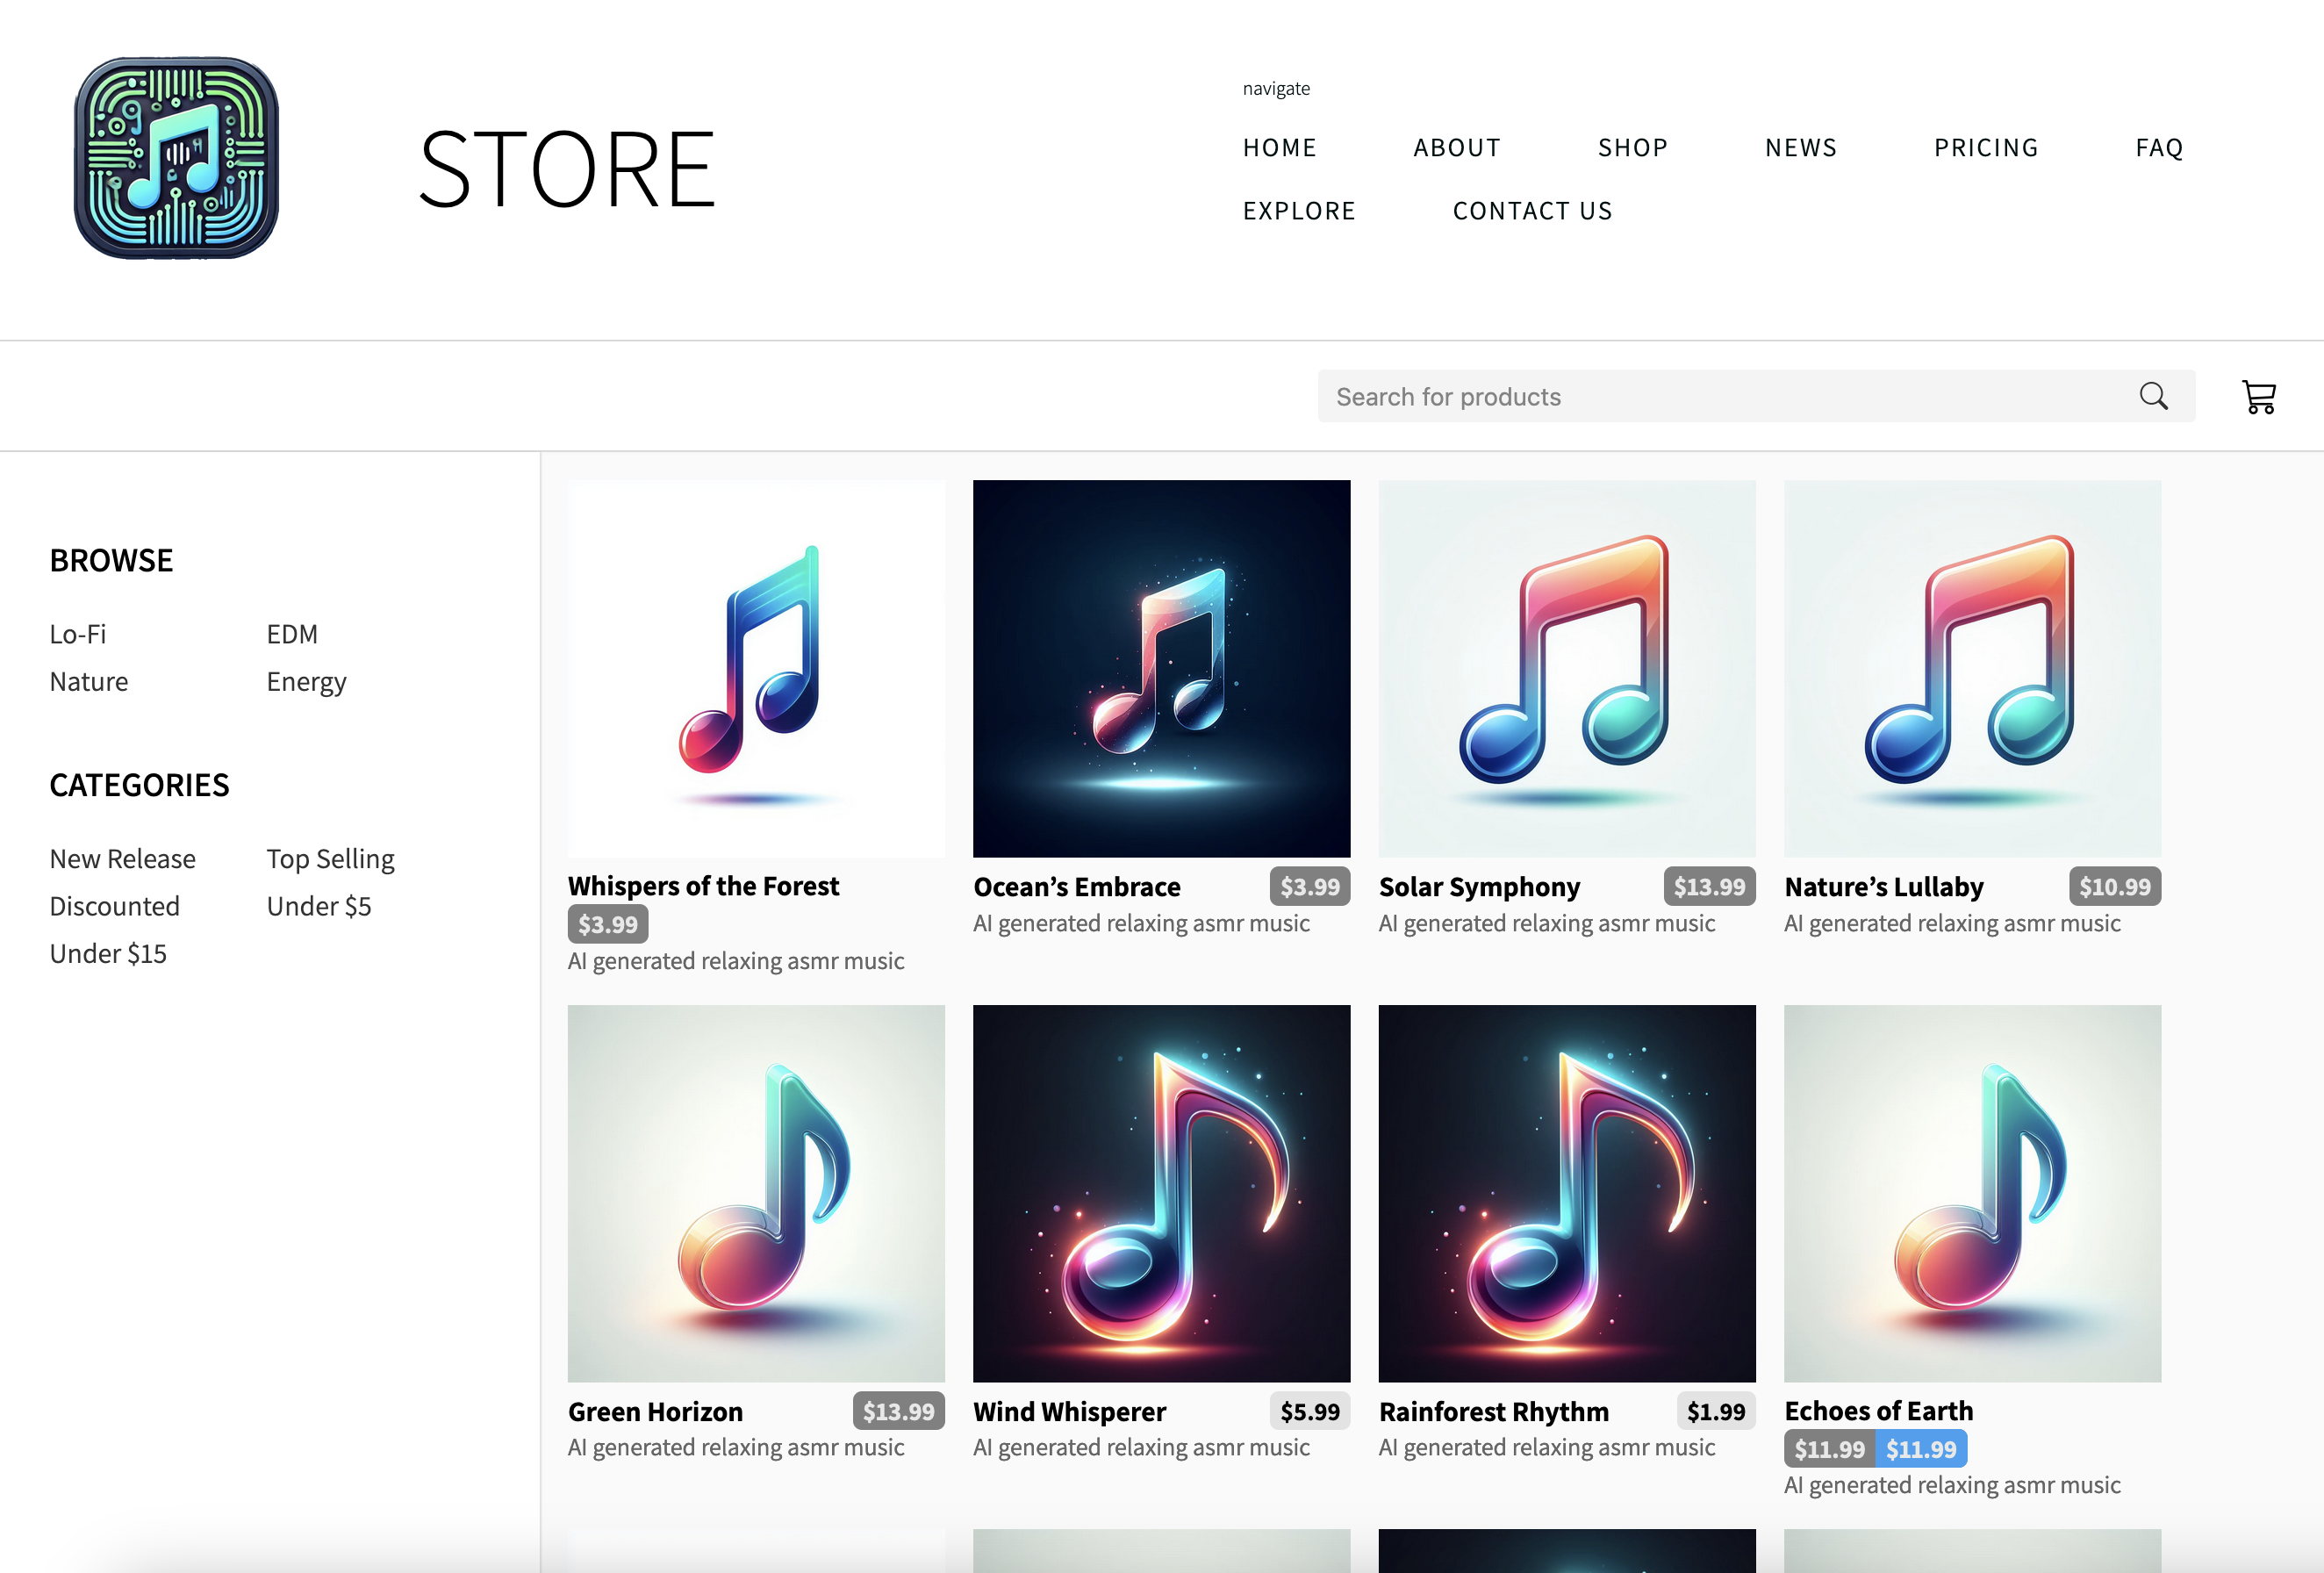 STORE
navigate
HOME ABOUT SHOP NEWS PRICING FAQ
EXPLORE CONTACT US
Search for products
BROWSE
Lo-Fi EDM
Nature Energy
CATEGORIES
New Release Top Selling
Discounted Under $5
Under $15
Whispers of the Forest
$3.99
AI generated relaxing asmr music
Ocean’s Embrace $3.99
AI generated relaxing asmr music
Solar Symphony $13.99
AI generated relaxing asmr music
Nature’s Lullaby $10.99
AI generated relaxing asmr music
Green Horizon $13.99
AI generated relaxing asmr music
Wind Whisperer $5.99
AI generated relaxing asmr music
Rainforest Rhythm $1.99
AI generated relaxing asmr music
Echoes of Earth
$11.99 $11.99
AI generated relaxing asmr music